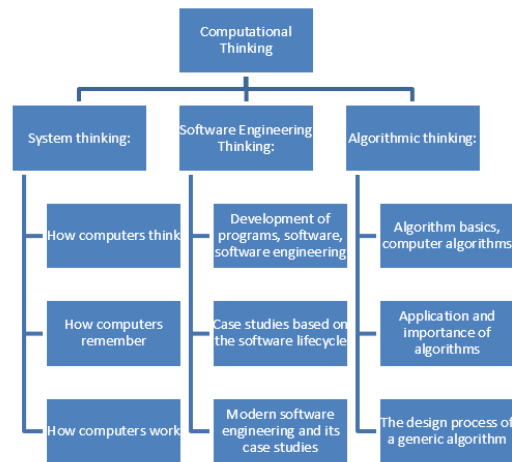 Computational
Thinking
System thinking:
Software Engineering
Thinking:
Algorithmic thinking:
How computers think
Development of
programs, software,
software engineering
Algorithm basics,
computer algorithms
How computers
remember
Case studies based on
the software lifecycle
Application and
importance of
algorithms
How computers work
Modern software
engineering and its
case studies
The design process of
a generic algorithm